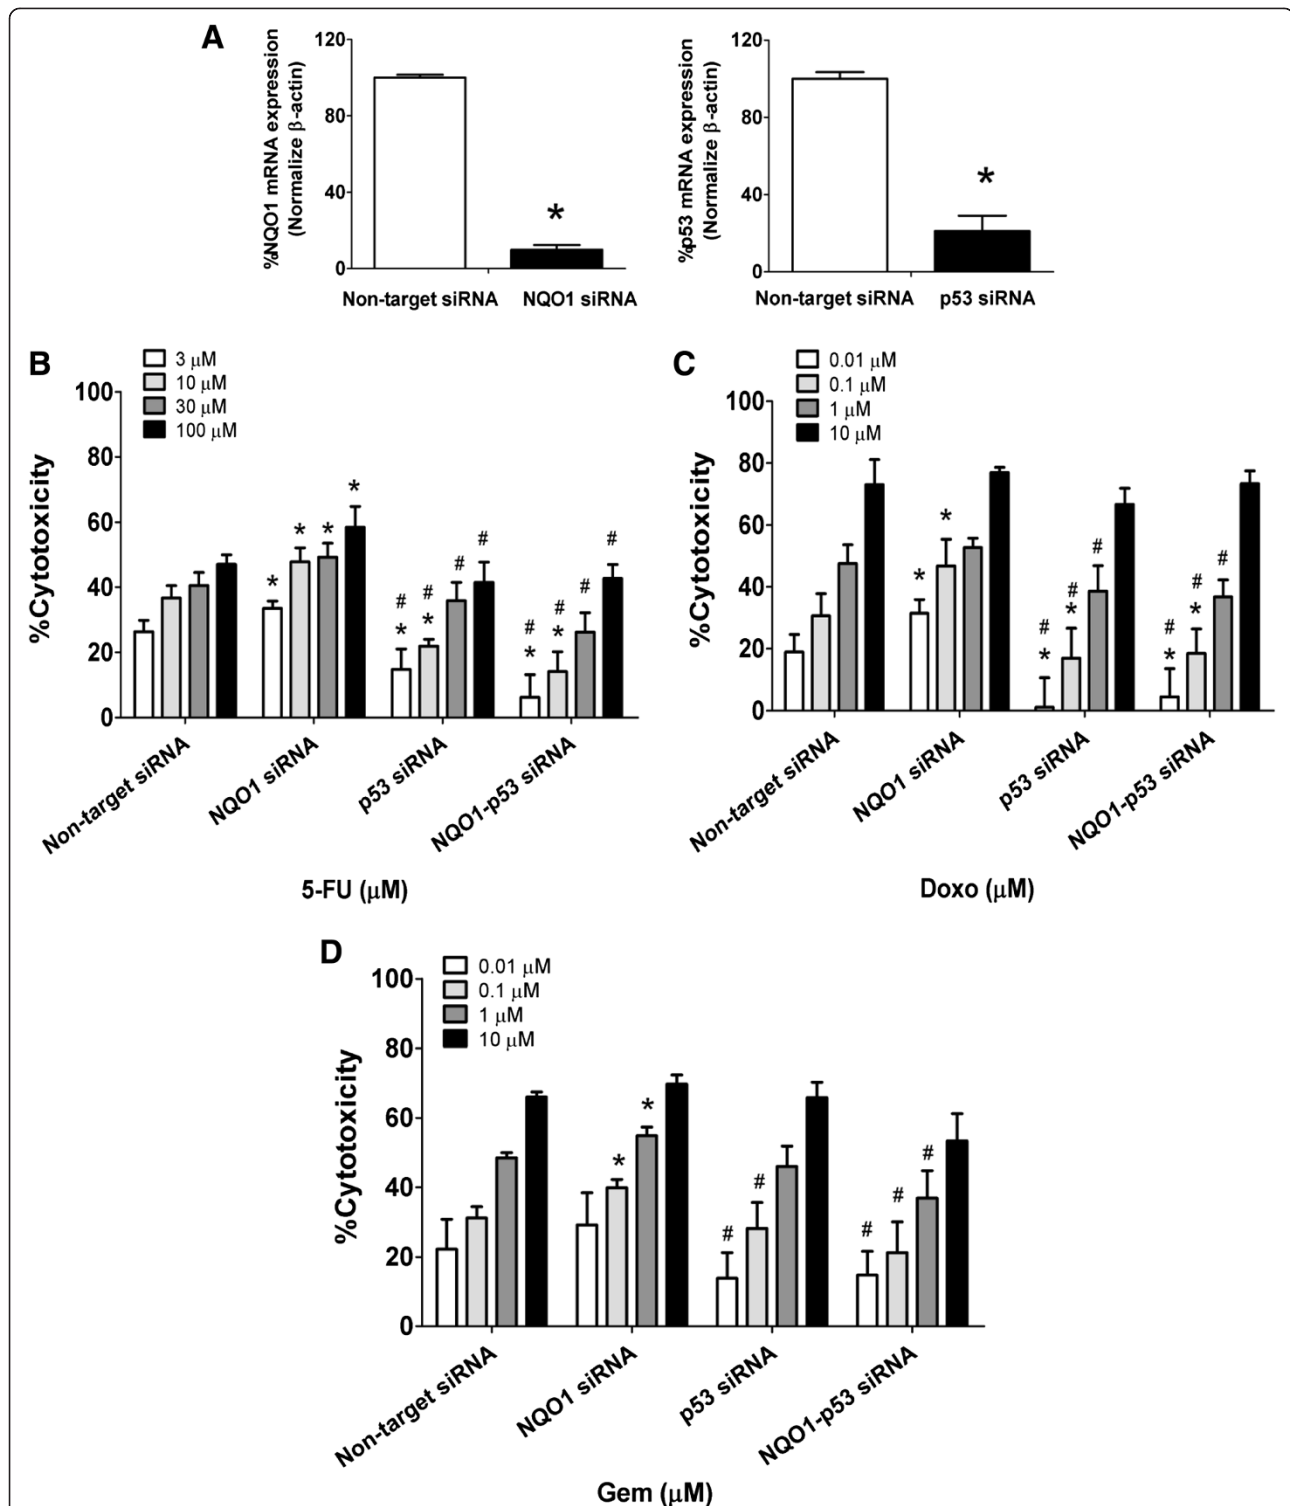 A
%NQO1 mRNA expression
(Normalize β-actin)
120
80
40
0
*
Non-target siRNA
NQO1 siRNA
%p53 mRNA expression
(Normalize β-actin)
120
80
40
0
*
Non-target siRNA
p53 siRNA
B
3 μM
10 μM
30 μM
100 μM
%Cytotoxicity
100
80
60
40
20
0
*
*
*
*
#
*
#
*
#
#
#
*
#
*
#
#
Non-target siRNA
NQO1 siRNA
p53 siRNA
NQO1-p53 siRNA
5-FU (μM)
C
0.01 μM
0.1 μM
1 μM
10 μM
%Cytotoxicity
100
80
60
40
20
0
*
*
#
*
#
*
#
#
*
#
*
#
Non-target siRNA
NQO1 siRNA
p53 siRNA
NQO1-p53 siRNA
Doxo (μM)
D
0.01 μM
0.1 μM
1 μM
10 μM
%Cytotoxicity
100
80
60
40
20
0
*
*
#
#
#
#
#
Non-target siRNA
NQO1 siRNA
p53 siRNA
NQO1-p53 siRNA
Gem (μM)